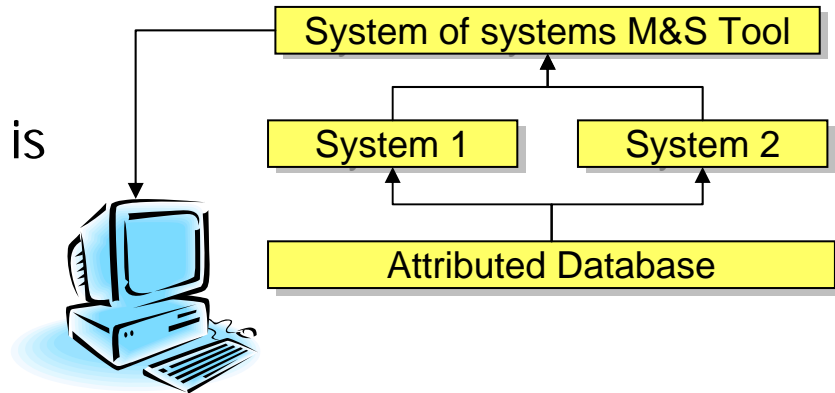 System of systems M&S Tool
is
System 1
System 2
Attributed Database